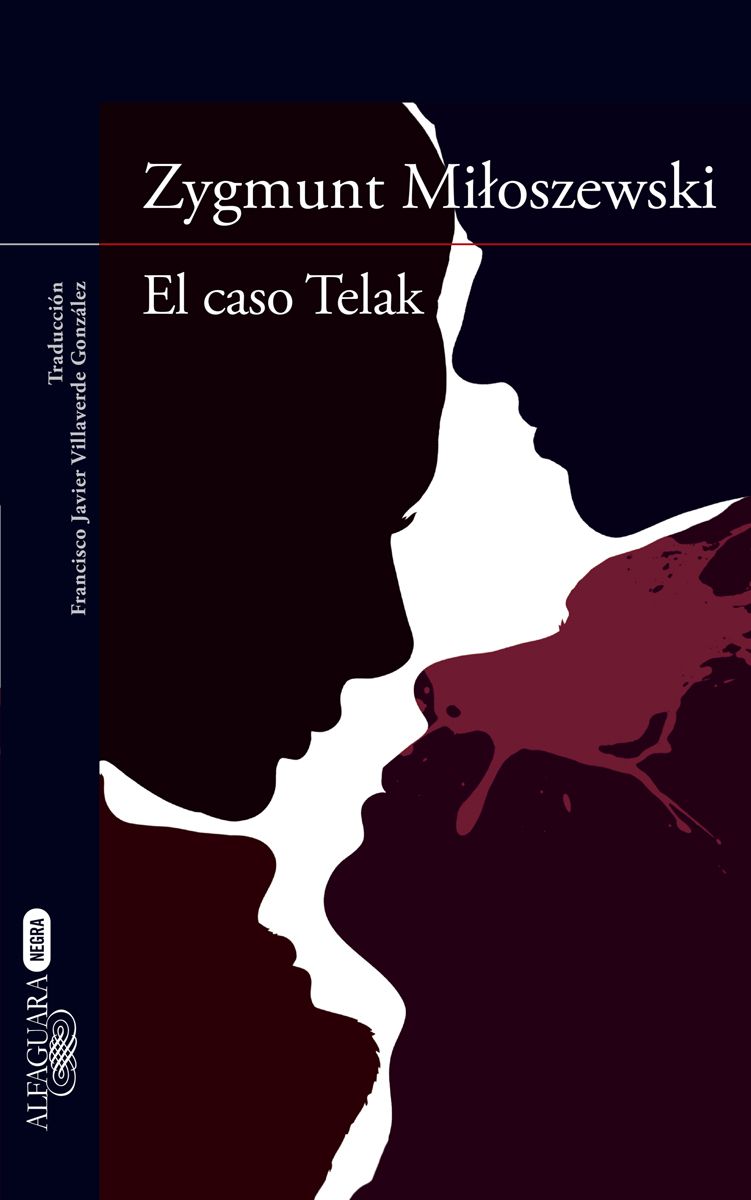 Zygmunt Miłoszewski
El caso Telak
Traducción
Francisco Javier Villaverde González
ALFAGUARA NEGRA